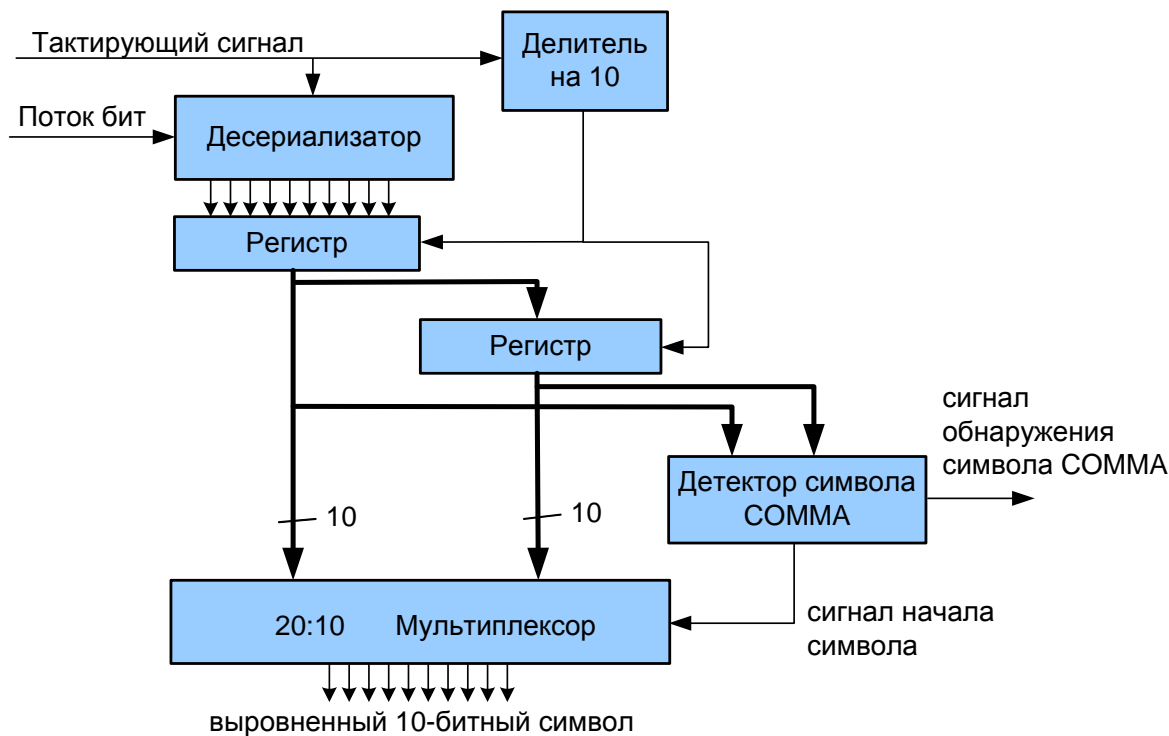 Тактирующий сигнал
Делитель
на 10
Поток бит
Десериализатор
Регистр
Регистр
сигнал
обнаружения
символа COMMA
Детектор символа
COMMA
10
10
20:10 Мультиплексор
сигнал начала
символа
выровненный 10-битный символ